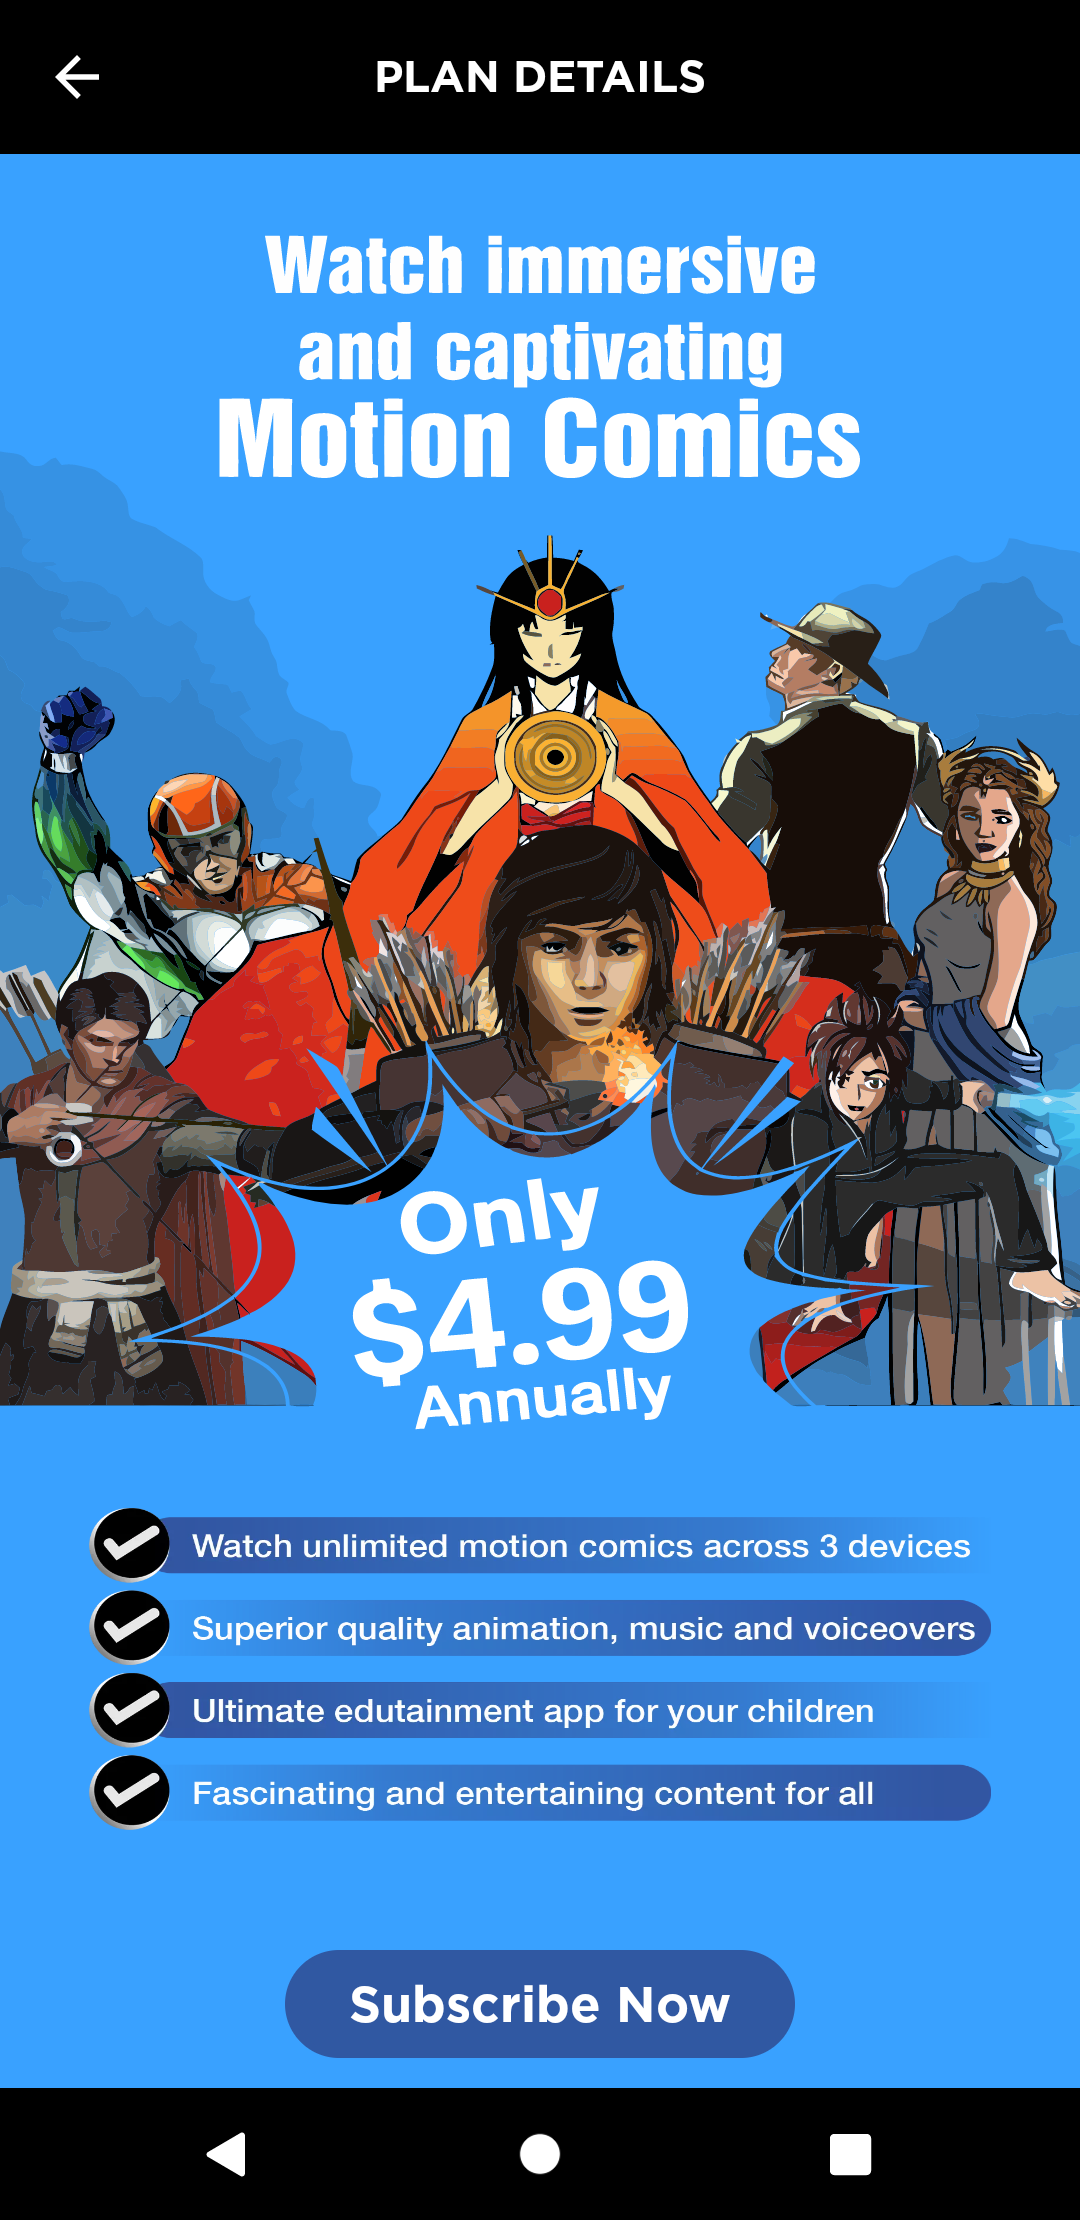 PLAN DETAILS
Watch immersive
and captivating
Motion Comics
Only
$4.99
Annually
Watch unlimited motion comics across 3 devices
Superior quality animation, music and voiceovers
Ultimate edutainment app for your children
Fascinating and entertaining content for all
Subscribe Now